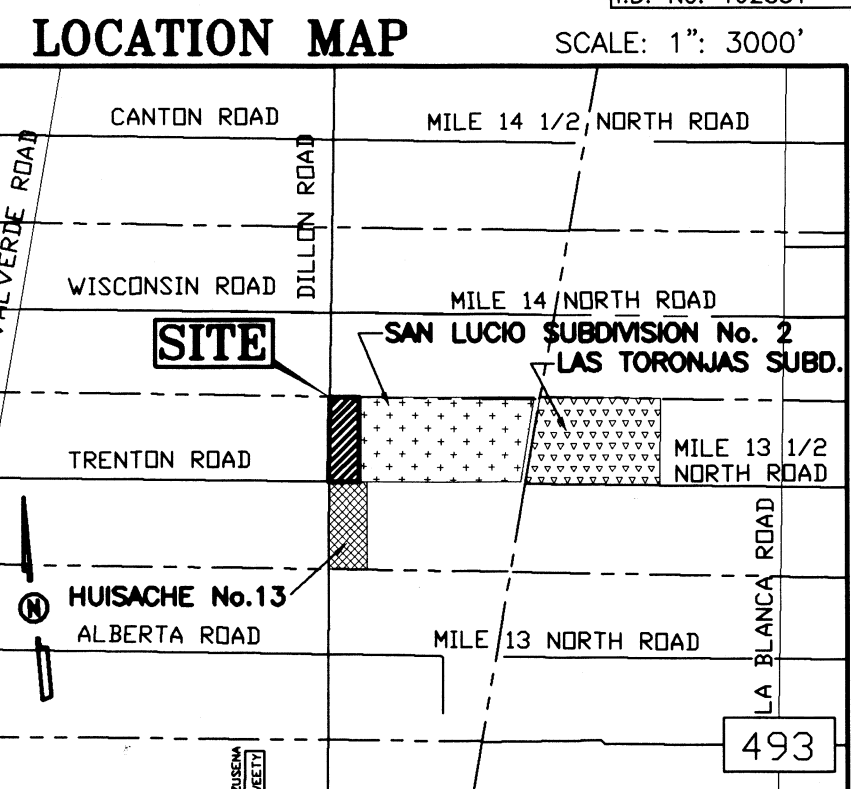 LOCATION MAP
SCALE: 1": 3000'
CANTON ROAD
MILE 14 1/2 NORTH ROAD
VALVERDE ROAD
DILLON ROAD
WISCONSIN ROAD
MILE 14 NORTH ROAD
SITE
SAN LUCIO SUBDIVISION No. 2
LAS TORONJAS SUBD.
TRENTON ROAD
MILE 13 1/2
NORTH ROAD
HUISACHE No.13
N
ALBERTA ROAD
MILE 13 NORTH ROAD
LA BLANCA ROAD
493